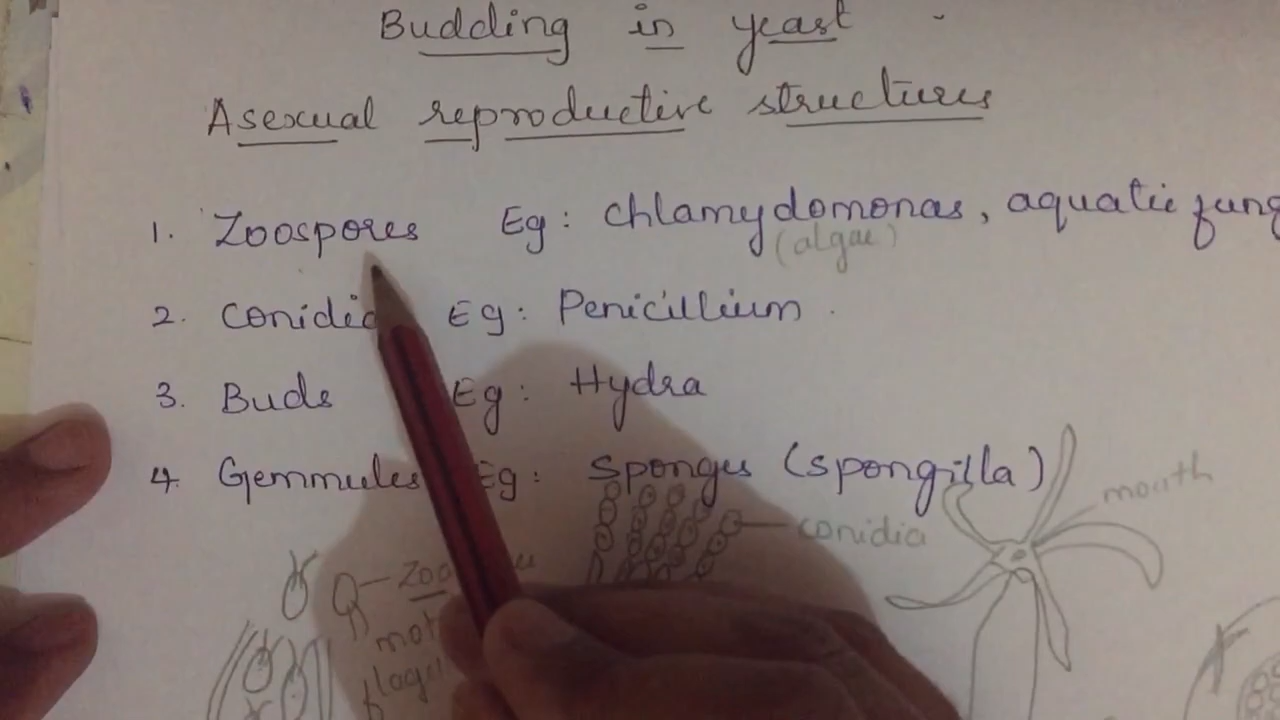 Budding in yeast
Asexual reproductive structures
1. Zoospores Eg: chlamydomonas, aquatic fung
(algae)
2. Conidia Eg: Penicillium.
3. Buds Eg: Hydra
4. Gemmules Eg: Sponges (spongilla)
mouth
conidia